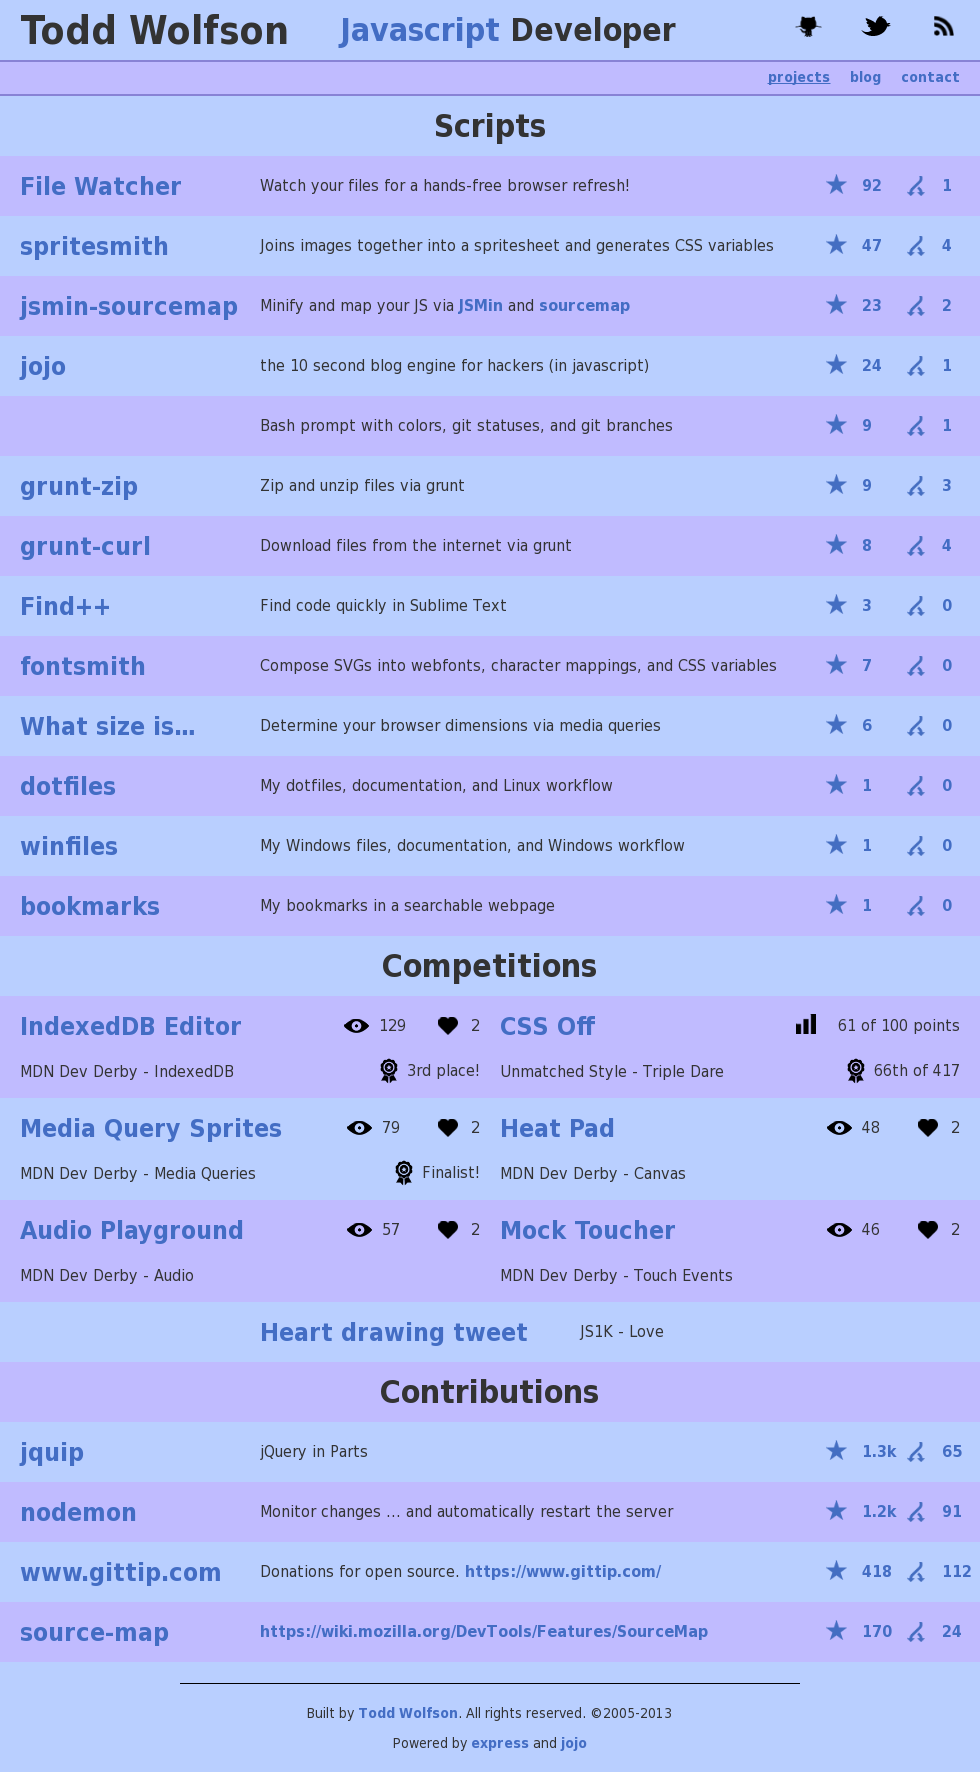 Todd Wolfson Javascript Developer
projects blog contact
Scripts
File Watcher Watch your files for a hands-free browser refresh! 92 1
spritesmith Joins images together into a spritesheet and generates CSS variables 47 4
jsmin-sourcemap Minify and map your JS via JSMin and sourcemap 23 2
jojo the 10 second blog engine for hackers (in javascript) 24 1
Bash prompt with colors, git statuses, and git branches 9 1
grunt-zip Zip and unzip files via grunt 9 3
grunt-curl Download files from the internet via grunt 8 4
Find++ Find code quickly in Sublime Text 3 0
fontsmith Compose SVGs into webfonts, character mappings, and CSS variables 7 0
What size is... Determine your browser dimensions via media queries 6 0
dotfiles My dotfiles, documentation, and Linux workflow 1 0
winfiles My Windows files, documentation, and Windows workflow 1 0
bookmarks My bookmarks in a searchable webpage 1 0
Competitions
IndexedDB Editor 129 2
MDN Dev Derby - IndexedDB 3rd place!
CSS Off 61 of 100 points
Unmatched Style - Triple Dare 66th of 417
Media Query Sprites 79 2
MDN Dev Derby - Media Queries Finalist!
Heat Pad 48 2
MDN Dev Derby - Canvas
Audio Playground 57 2
MDN Dev Derby - Audio
Mock Toucher 46 2
MDN Dev Derby - Touch Events
Heart drawing tweet JS1K - Love
Contributions
jquip jQuery in Parts 1.3k 65
nodemon Monitor changes ... and automatically restart the server 1.2k 91
www.gittip.com Donations for open source. https://www.gittip.com/ 418 112
source-map https://wiki.mozilla.org/DevTools/Features/SourceMap 170 24
Built by Todd Wolfson. All rights reserved. ©2005-2013
Powered by express and jojo